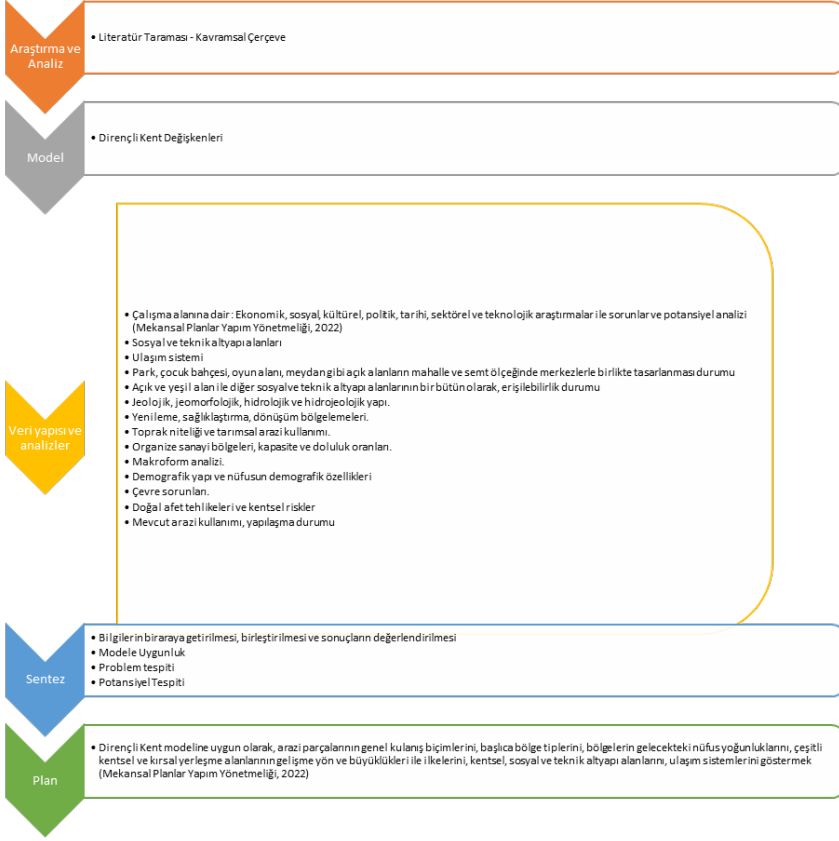 Araştırma ve
Analiz
• Literatür Taraması - Kavramsal Çerçeve
Model
• Dirençli Kent Değişkenleri
Veri yapısı ve
analizler
• Çalışma alanına dair: Ekonomik, sosyal, kültürel, politik, tarihi, sektörel ve teknolojik araştırmalar ile sorunlar ve potansiyel analizi
(Mekansal Planlar Yapım Yönetmeliği, 2022)
• Sosyal ve teknik altyapı alanları
• Ulaşım sistemi
• Park, çocuk bahçesi, oyun alanı, meydan gibi açık alanların mahalle ve semt ölçeğinde merkezlerle birlikte tasarlanması durumu
• Açık ve yeşil alan ile diğer sosyal ve teknik altyapı alanlarının bir bütün olarak, erişilebilirlik durumu
• Jeolojik, jeomorfolojik, hidrolojik ve hidrojeolojik yapı.
• Yenileme, sağlıklaştırma, dönüşüm bölgelemeleri.
• Toprak niteliği ve tarımsal arazi kullanımı.
• Organize sanayi bölgeleri, kapasite ve doluluk oranları.
• Makroform analizi.
• Demografik yapı ve nüfusun demografik özellikleri
• Çevre sorunları.
• Doğal afet tehlikeleri ve kentsel riskler
• Mevcut arazi kullanımı, yapılaşma durumu
Sentez
• Bilgilerin biraraya getirilmesi, birleştirilmesi ve sonuçların değerlendirilmesi
• Modele Uygunluk
• Problem tespiti
• Potansiyel Tespiti
Plan
• Dirençli Kent modeline uygun olarak, arazi parçalarının genel kulanış biçimlerini, başlıca bölge tiplerini, bölgelerin gelecekteki nüfus yoğunluklarını, çeşitli
kentsel ve kırsal yerleşme alanlarının gelişme yön ve büyüklükleri ile ilkelerini, kentsel, sosyal ve teknik altyapı alanlarını, ulaşım sistemlerini göstermek
(Mekansal Planlar Yapım Yönetmeliği, 2022)